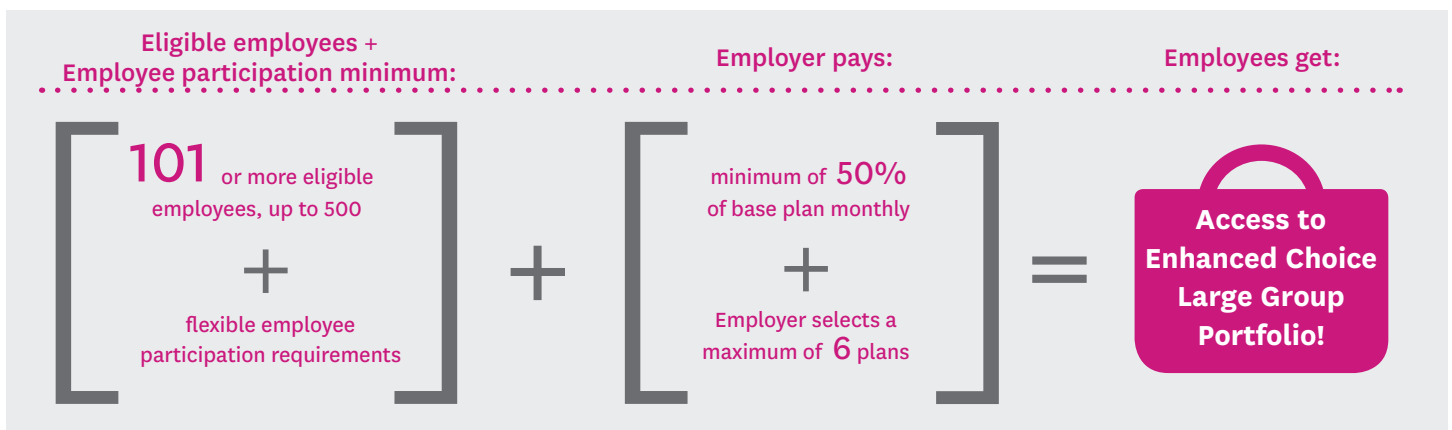 Eligible employees +
Employee participation minimum:
Employer pays:
Employees get:
101 or more eligible
employees, up to 500
+
flexible employee
participation requirements
+
minimum of 50%
of base plan monthly
+
Employer selects a
maximum of 6 plans
=
Access to
Enhanced Choice
Large Group
Portfolio!